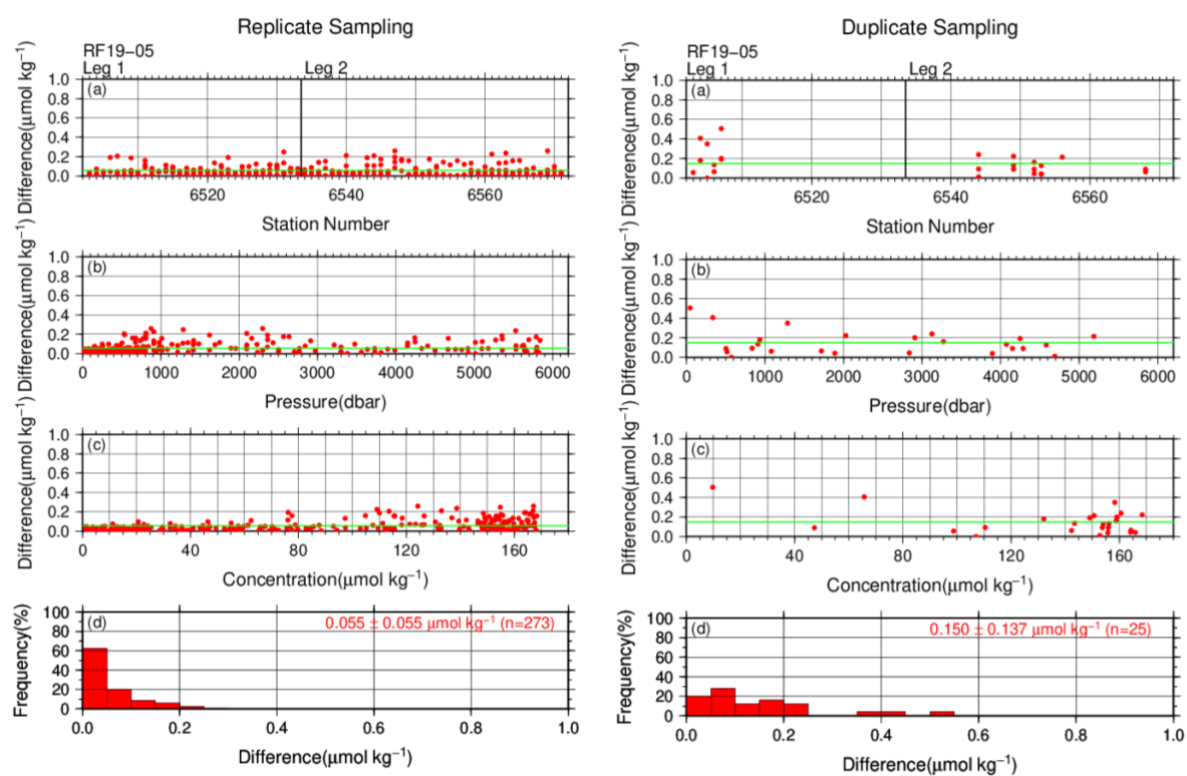 Replicate Sampling
RF19−05
Leg 1
Leg 2
(a)
Difference(μmol kg−1)
1.0
0.8
0.6
0.4
0.2
0.0
6520
6540
6560
Station Number
(b)
Difference(μmol kg−1)
1.0
0.8
0.6
0.4
0.2
0.0
0
1000
2000
3000
4000
5000
6000
Pressure(dbar)
(c)
Difference(μmol kg−1)
1.0
0.8
0.6
0.4
0.2
0.0
0
40
80
120
160
Concentration(μmol kg−1)
(d)
0.055 ± 0.055 μmol kg−1 (n=273)
Frequency(%)
100
80
60
40
20
0
0.0
0.2
0.4
0.6
0.8
1.0
Difference(μmol kg−1)
Duplicate Sampling
RF19−05
Leg 1
Leg 2
(a)
Difference(μmol kg−1)
1.0
0.8
0.6
0.4
0.2
0.0
6520
6540
6560
Station Number
(b)
Difference(μmol kg−1)
1.0
0.8
0.6
0.4
0.2
0.0
0
1000
2000
3000
4000
5000
6000
Pressure(dbar)
(c)
Difference(μmol kg−1)
1.0
0.8
0.6
0.4
0.2
0.0
0
40
80
120
160
Concentration(μmol kg−1)
(d)
0.150 ± 0.137 μmol kg−1 (n=25)
Frequency(%)
100
80
60
40
20
0
0.0
0.2
0.4
0.6
0.8
1.0
Difference(μmol kg−1)